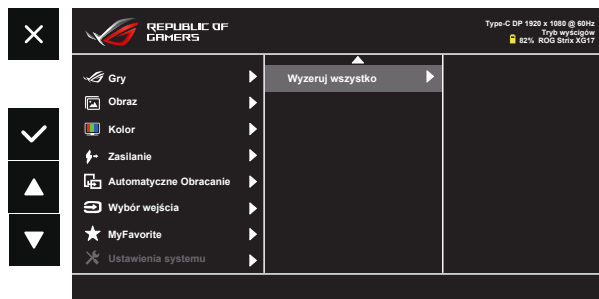 REPUBLIC OF
GAMERS
Type-C DP 1920 x 1080 @ 60Hz
Tryb wyścigów
82% ROG Strix XG17
Gry
Obraz
Kolor
Zasilanie
Automatyczne Obracanie
Wybór wejścia
MyFavorite
Ustawienia systemu
Wyzeruj wszystko